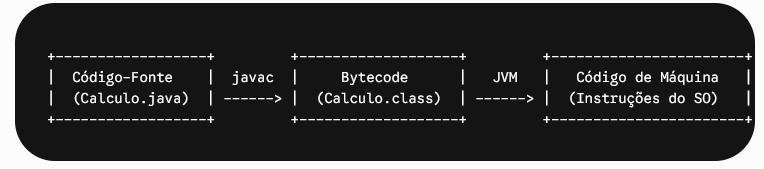 +------------------+         +-------------------+         +-----------------------+
|  Código-Fonte    |  javac  |     Bytecode      |   JVM   |   Código de Máquina   |
|  (Calculo.java)  | ------> |  (Calculo.class)  | ------> |  (Instruções do SO)   |
+------------------+         +-------------------+         +-----------------------+